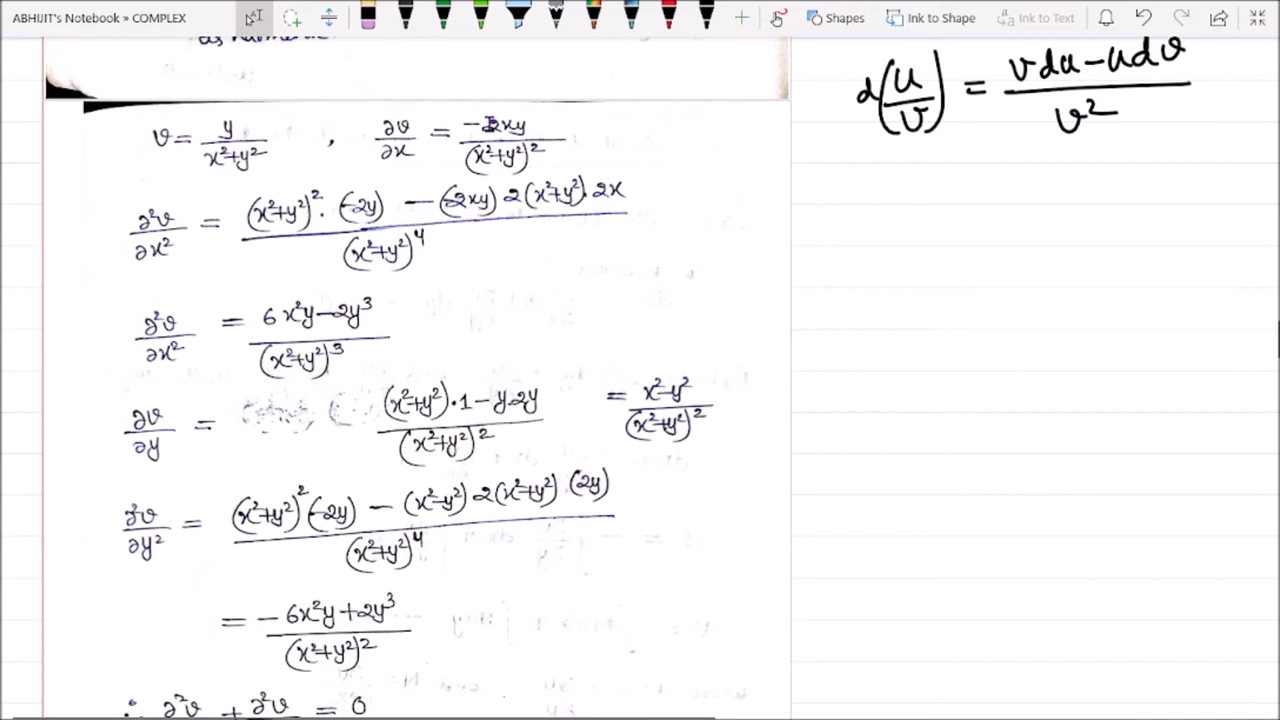 ABHIJIT's Notebook » COMPLEX
Shapes
Ink to Shape
Ink to Text
d(u/v) = (v du − u dv)/v²
v = y/(x²+y²) , ∂v/∂x = −2xy/(x²+y²)²
∂²v/∂x² = ((x²+y²)² · (−2y) − (−2xy) 2(x²+y²) · 2x)/(x²+y²)⁴
∂²v/∂x² = (6x²y − 2y³)/(x²+y²)³
∂v/∂y = ((x²+y²)·1 − y·2y)/(x²+y²)² = (x²−y²)/(x²+y²)²
∂²v/∂y² = ((x²+y²)² (−2y) − (x²−y²) 2(x²+y²) (2y))/(x²+y²)⁴
= (−6x²y + 2y³)/(x²+y²)²
∴ ∂²v + ∂²v = 0